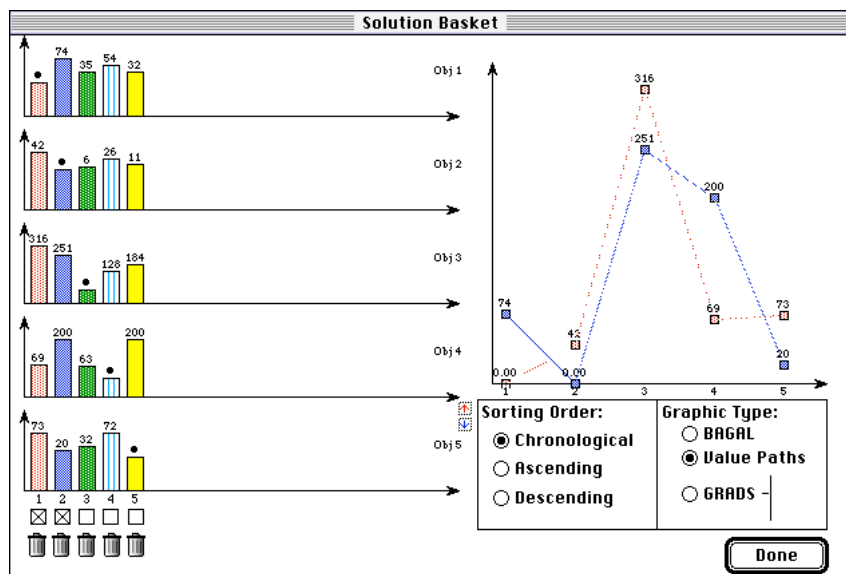 Solution Basket
74 35 54 32
Obj 1
42 6 26 11
Obj 2
316 251 128 184
Obj 3
69 200 63 200
Obj 4
73 20 32 72
Obj 5
1 2 3 4 5
316
251
200
74
69 73
42
20
0.00 0.00
1 2 3 4 5
Sorting Order:
Chronological
Ascending
Descending
Graphic Type:
BAGAL
Value Paths
GRADS -
Done